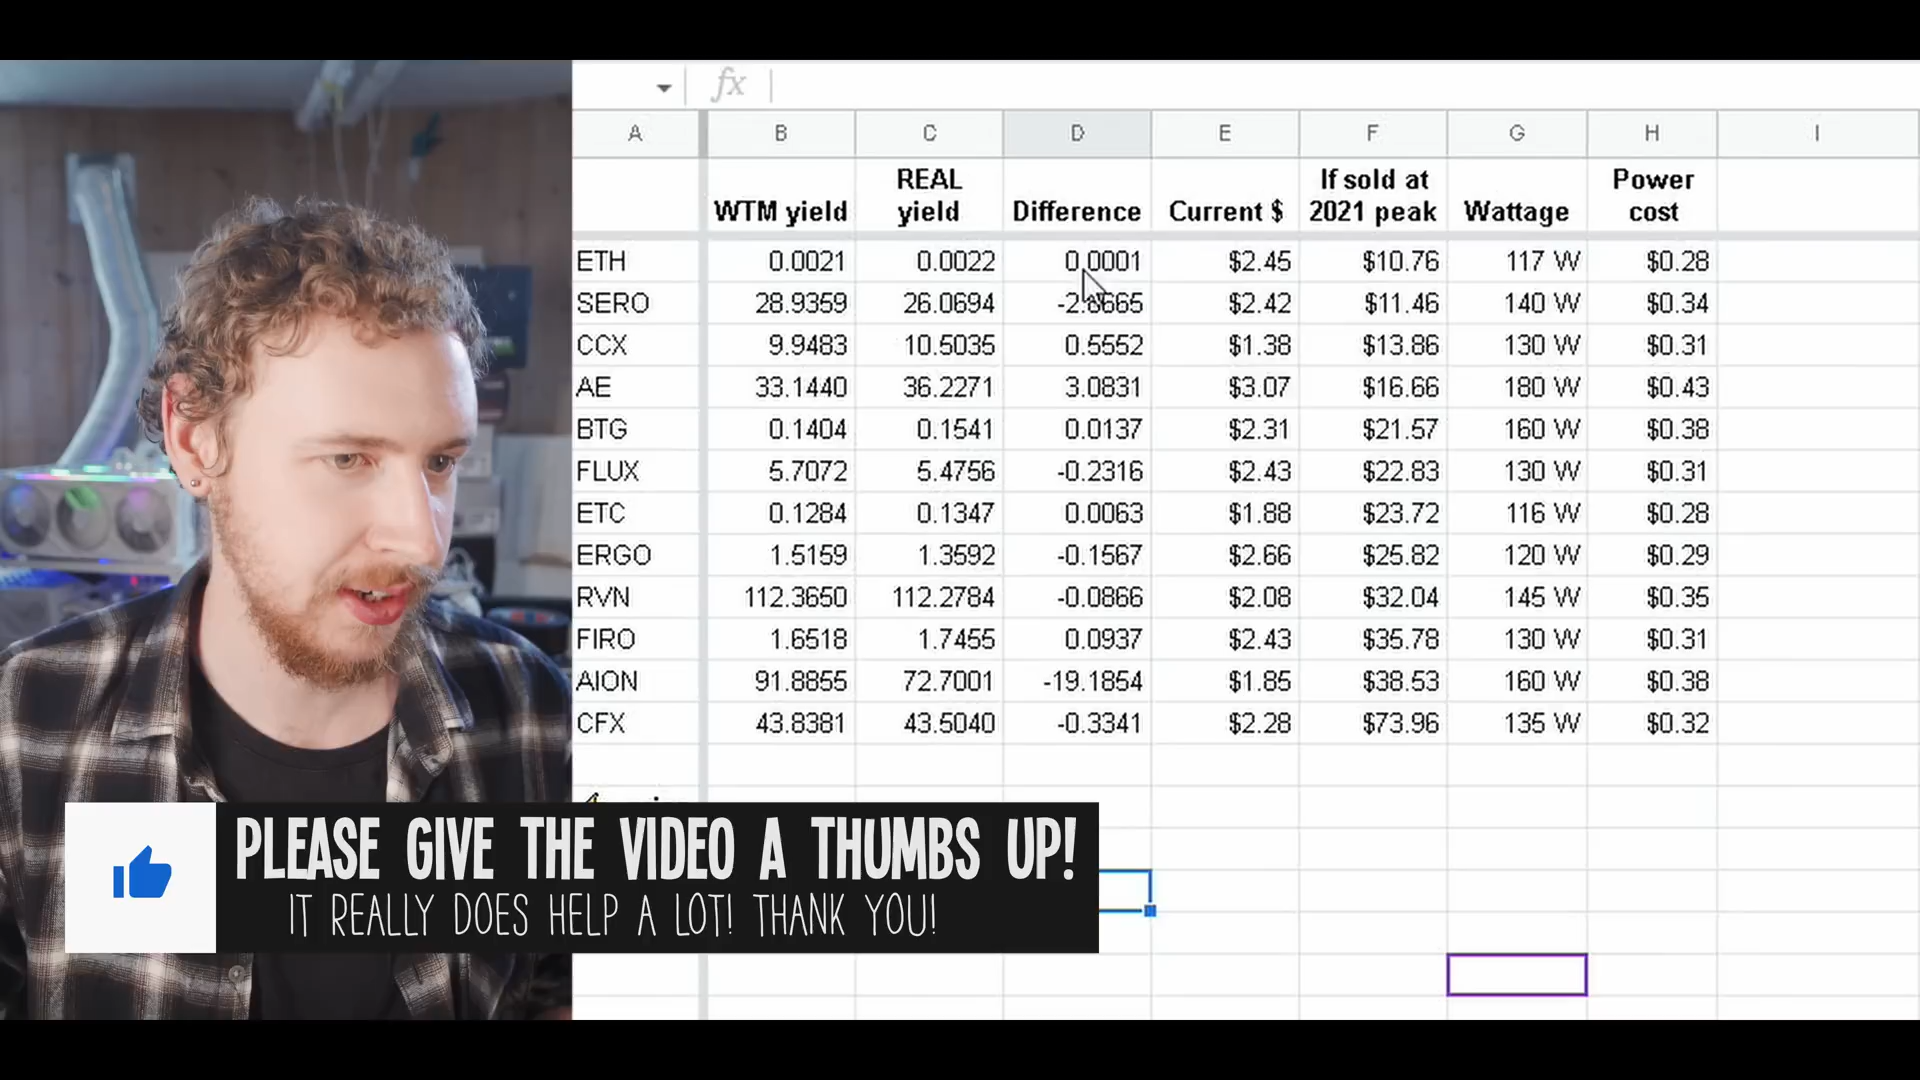 fx
A B C D E F G H I
WTM yield REAL yield Difference Current $ If sold at 2021 peak Wattage Power cost
ETH 0.0021 0.0022 0.0001 $2.45 $10.76 117 W $0.28
SERO 28.9359 26.0694 -2.8665 $2.42 $11.46 140 W $0.34
CCX 9.9483 10.5035 0.5552 $1.38 $13.86 130 W $0.31
AE 33.1440 36.2271 3.0831 $3.07 $16.66 180 W $0.43
BTG 0.1404 0.1541 0.0137 $2.31 $21.57 160 W $0.38
FLUX 5.7072 5.4756 -0.2316 $2.43 $22.83 130 W $0.31
ETC 0.1284 0.1347 0.0063 $1.88 $23.72 116 W $0.28
ERGO 1.5159 1.3592 -0.1567 $2.66 $25.82 120 W $0.29
RVN 112.3650 112.2784 -0.0866 $2.08 $32.04 145 W $0.35
FIRO 1.6518 1.7455 0.0937 $2.43 $35.78 130 W $0.31
AION 91.8855 72.7001 -19.1854 $1.85 $38.53 160 W $0.38
CFX 43.8381 43.5040 -0.3341 $2.28 $73.96 135 W $0.32
PLEASE GIVE THE VIDEO A THUMBS UP!
IT REALLY DOES HELP A LOT! THANK YOU!